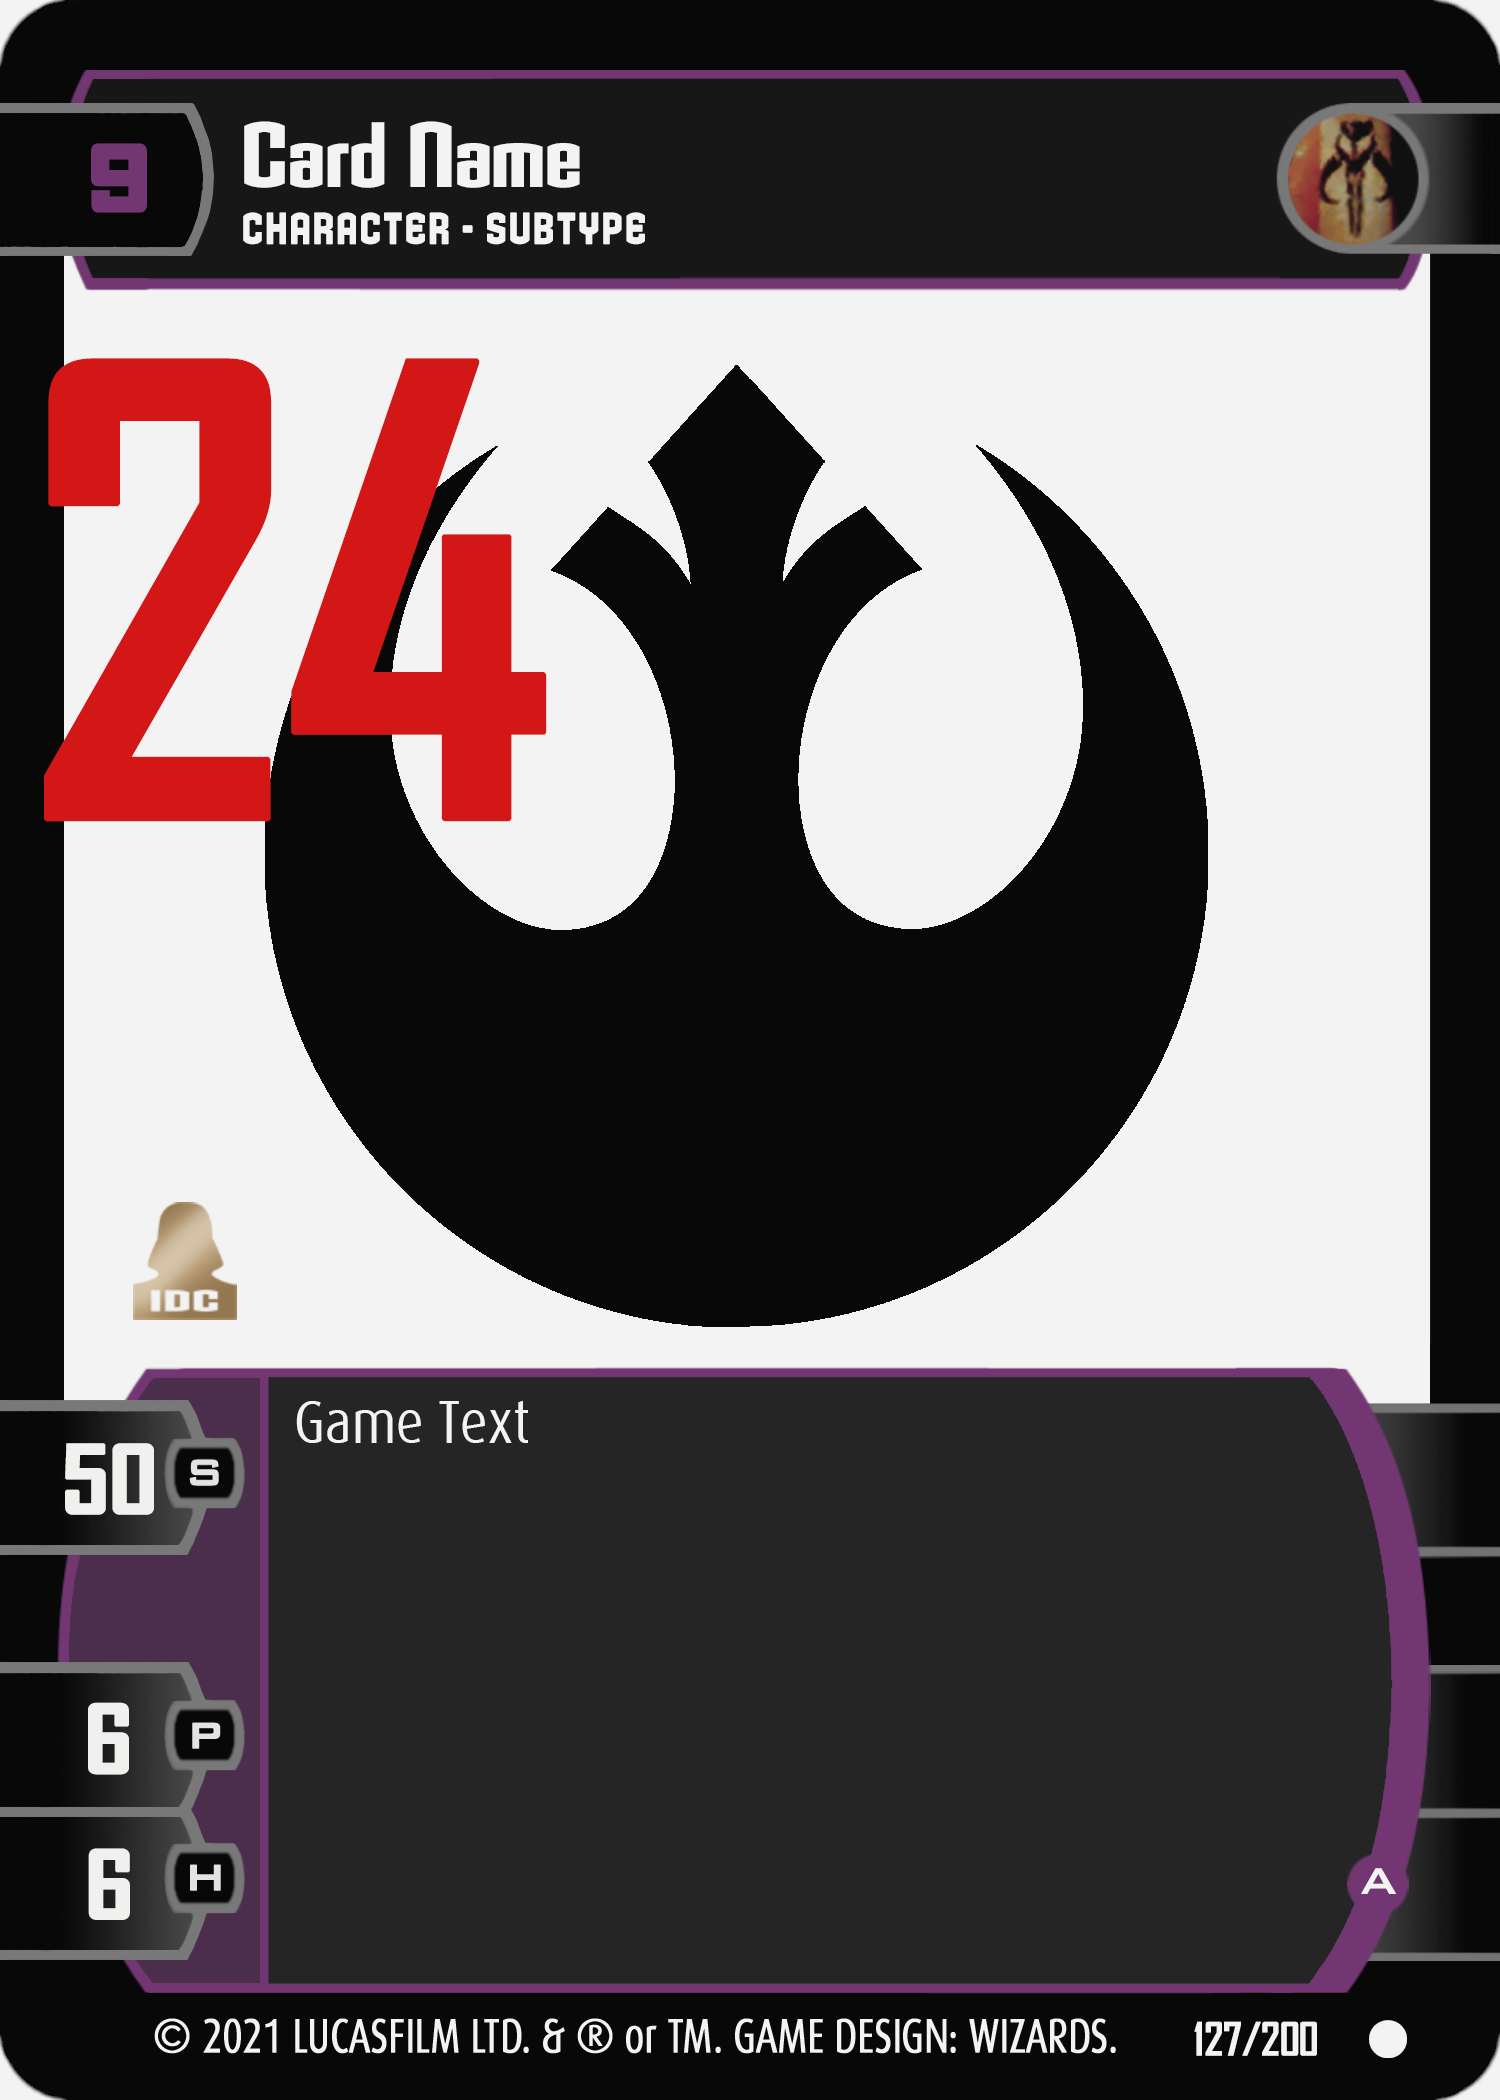 9
Card Name
CHARACTER - SUBTYPE
24
IDC
50 S
Game Text
6 P
6 H
A
© 2021 LUCASFILM LTD. & ® or TM. GAME DESIGN: WIZARDS.
127/200